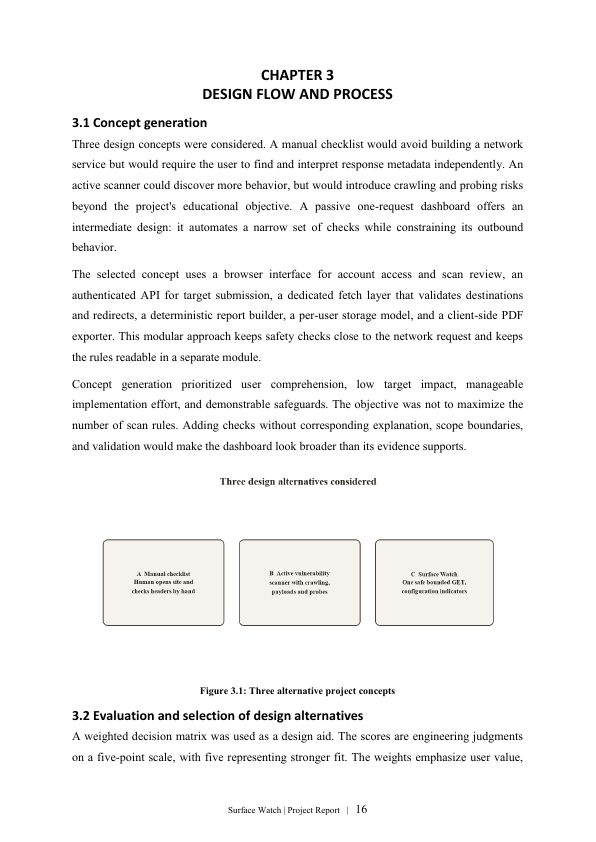 CHAPTER 3
DESIGN FLOW AND PROCESS
3.1 Concept generation
Three design concepts were considered. A manual checklist would avoid building a network
service but would require the user to find and interpret response metadata independently. An
active scanner could discover more behavior, but would introduce crawling and probing risks
beyond the project's educational objective. A passive one-request dashboard offers an
intermediate design: it automates a narrow set of checks while constraining its outbound
behavior.
The selected concept uses a browser interface for account access and scan review, an
authenticated API for target submission, a dedicated fetch layer that validates destinations
and redirects, a deterministic report builder, a per-user storage model, and a client-side PDF
exporter. This modular approach keeps safety checks close to the network request and keeps
the rules readable in a separate module.
Concept generation prioritized user comprehension, low target impact, manageable
implementation effort, and demonstrable safeguards. The objective was not to maximize the
number of scan rules. Adding checks without corresponding explanation, scope boundaries,
and validation would make the dashboard look broader than its evidence supports.
Three design alternatives considered
A Manual checklist
Human opens site and
checks headers by hand
B Active vulnerability
scanner with crawling,
payloads and probes
C Surface Watch
One safe bounded GET,
configuration indicators
Figure 3.1: Three alternative project concepts
3.2 Evaluation and selection of design alternatives
A weighted decision matrix was used as a design aid. The scores are engineering judgments
on a five-point scale, with five representing stronger fit. The weights emphasize user value,
Surface Watch | Project Report | 16